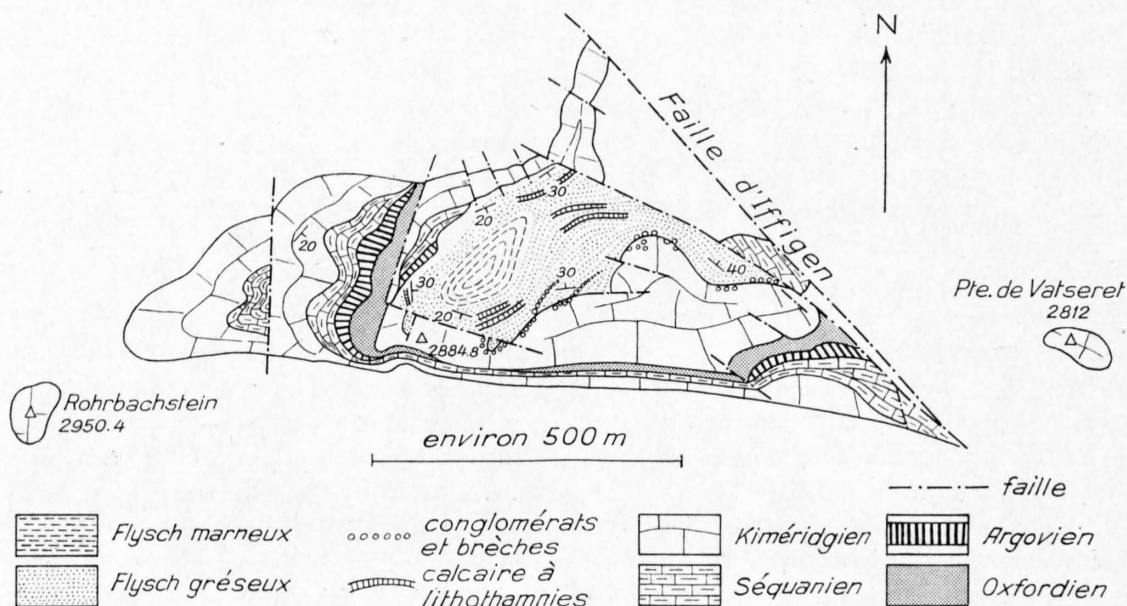 N
Faille d'Iffigen
30
20
20
30
30
40
20
2884.8
Pte. de Vatseret
2812
Rohrbachstein
2950.4
environ 500 m
faille
Flysch marneux
conglomérats
et brèches
Kiméridgien
Argovien
Flysch gréseux
calcaire à
lithothamnies
Séquanien
Oxfordien